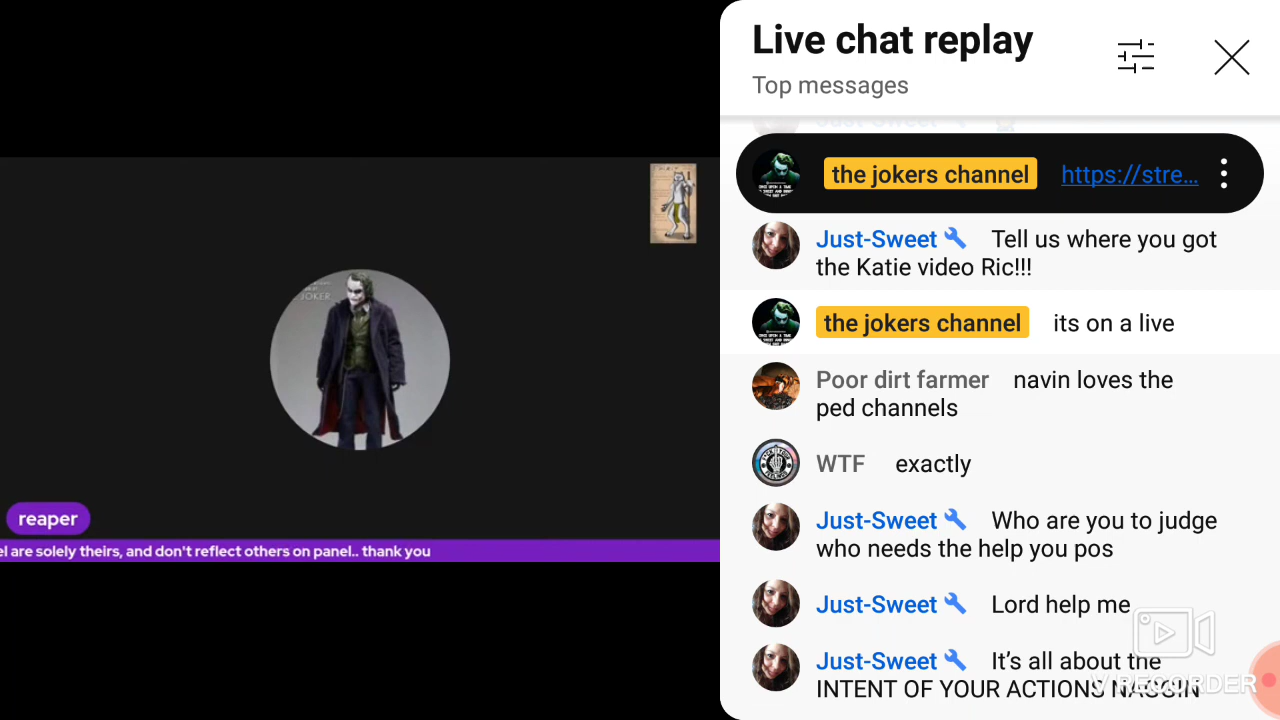 Live chat replay
Top messages
Just-Sweet
the jokers channel https://stre...
Just-Sweet Tell us where you got
the Katie video Ric!!!
the jokers channel its on a live
Poor dirt farmer navin loves the
ped channels
WTF exactly
Just-Sweet Who are you to judge
who needs the help you pos
Just-Sweet Lord help me
Just-Sweet It's all about the
INTENT OF YOUR ACTIONS NAGGIN
V RECORDER
JOKER
reaper
el are solely theirs, and don't reflect others on panel.. thank you